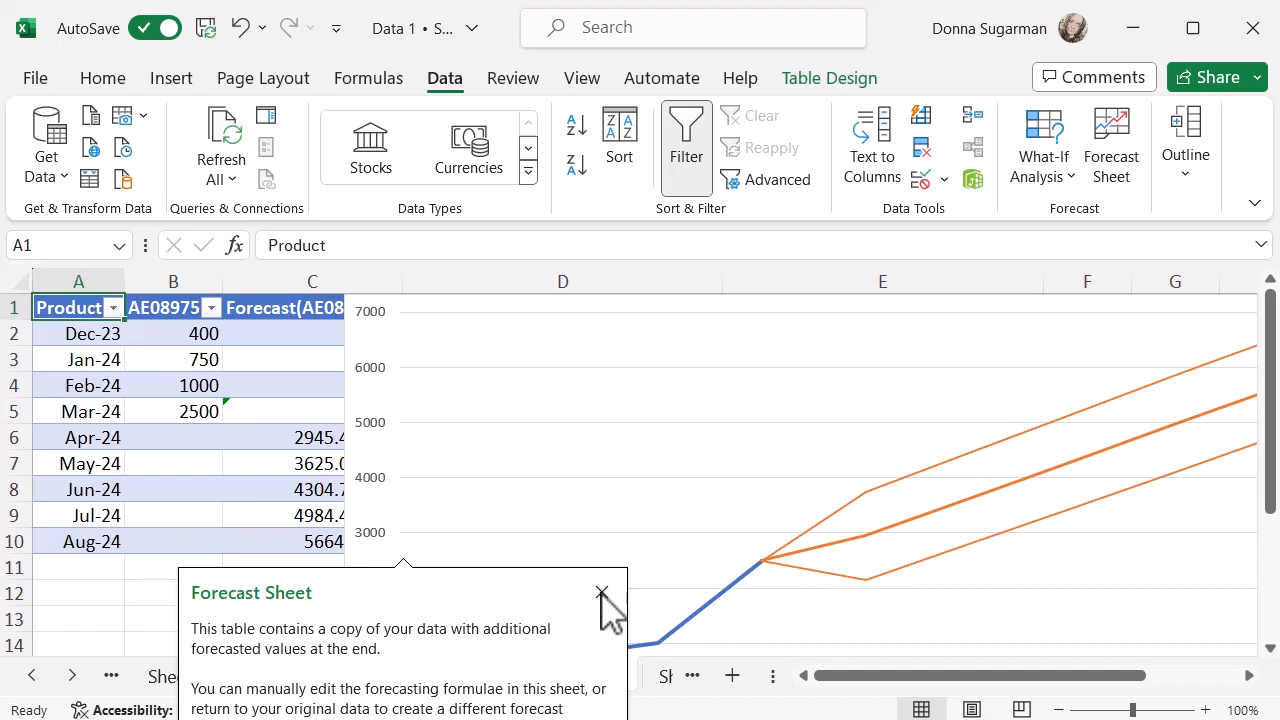 AutoSave Data 1 • S... Search Donna Sugarman
File Home Insert Page Layout Formulas Data Review View Automate Help Table Design Comments Share
Get Data
Get & Transform Data
Refresh All
Queries & Connections
Stocks Currencies
Data Types
Sort
Filter
Clear
Reapply
Advanced
Sort & Filter
Text to Columns
Data Tools
What-If Analysis
Forecast Sheet
Forecast
Outline
A1 fx Product
A B C D E F G
1 Product AE08975 Forecast(AE08
2 Dec-23 400
3 Jan-24 750
4 Feb-24 1000
5 Mar-24 2500
6 Apr-24 2945.4
7 May-24 3625.0
8 Jun-24 4304.7
9 Jul-24 4984.4
10 Aug-24 5664
11
12
13
14
7000
6000
5000
4000
3000
Forecast Sheet
This table contains a copy of your data with additional
forecasted values at the end.
You can manually edit the forecasting formulae in this sheet, or
return to your original data to create a different forecast
Ready Accessibility: 100%